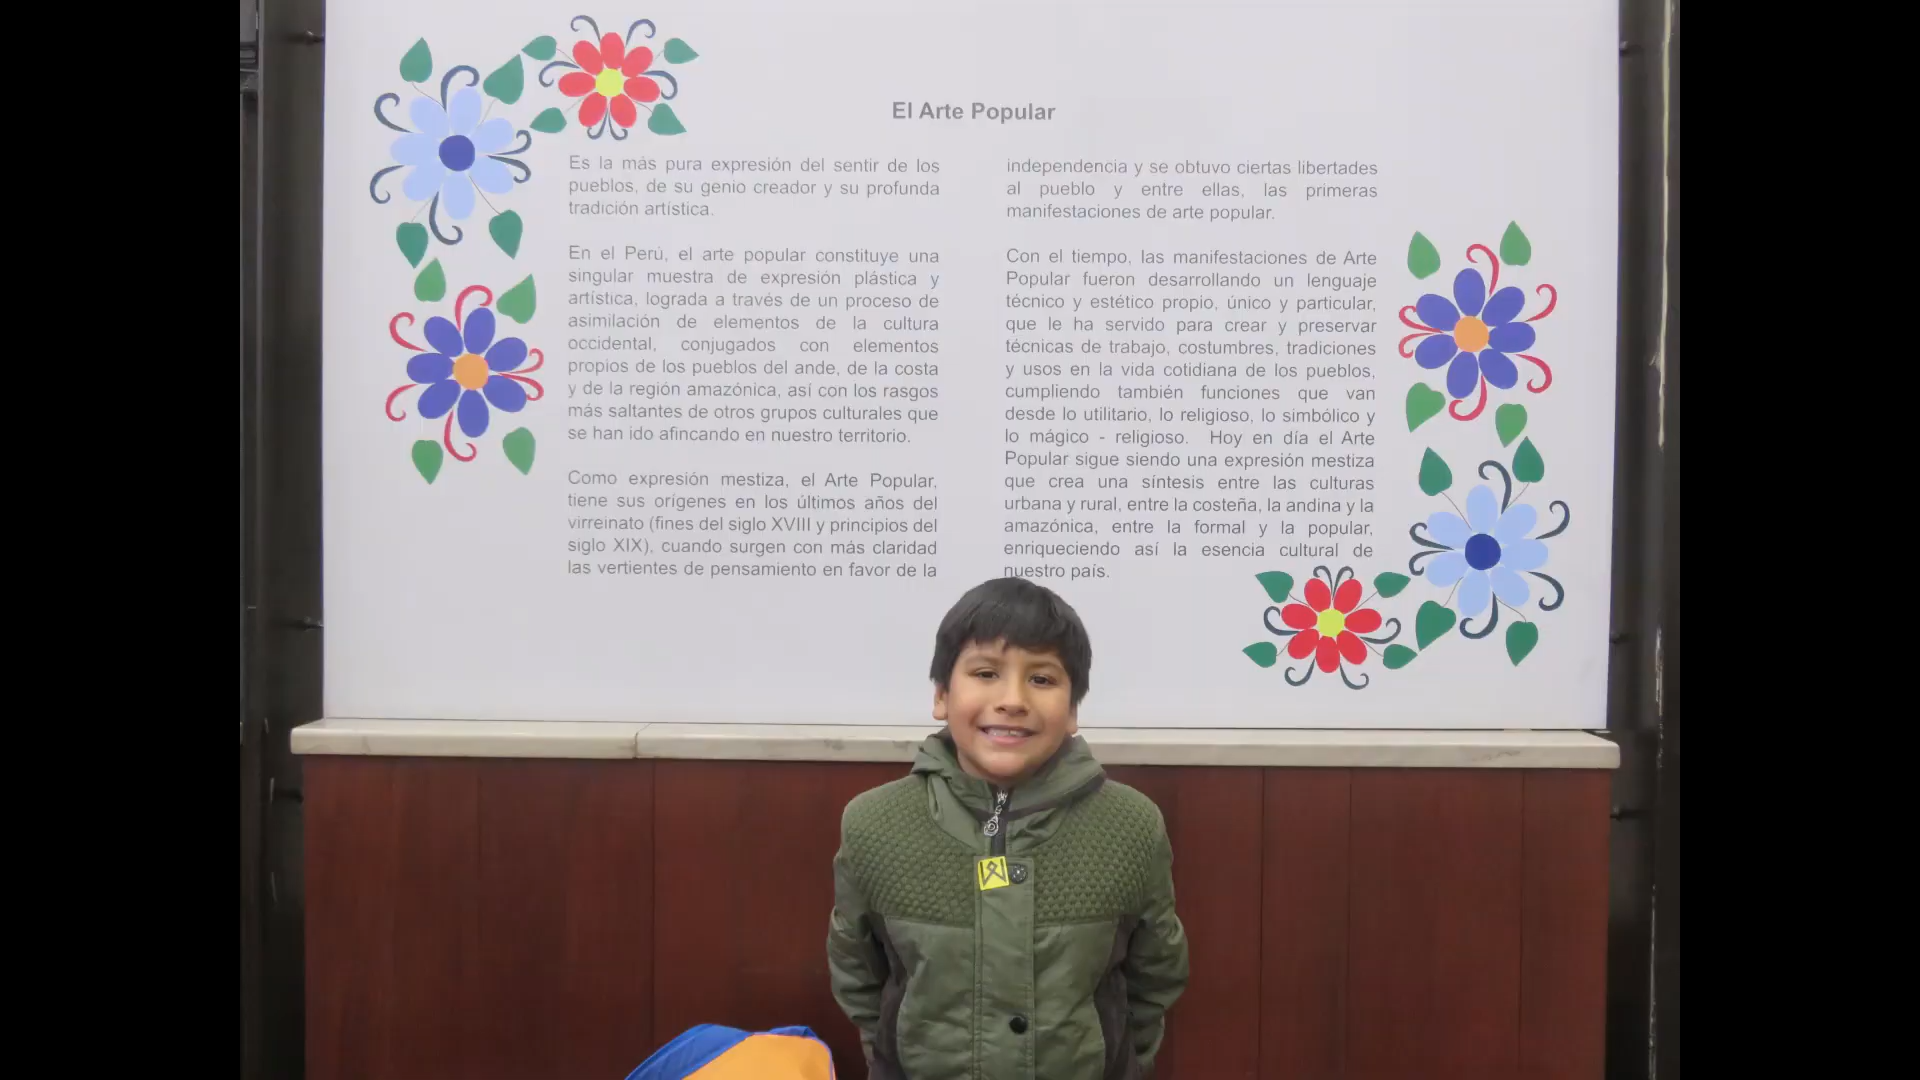 El Arte Popular
Es la más pura expresión del sentir de los
pueblos, de su genio creador y su profunda
tradición artística.
En el Perú, el arte popular constituye una
singular muestra de expresión plástica y
artística, lograda a través de un proceso de
asimilación de elementos de la cultura
occidental, conjugados con elementos
propios de los pueblos del ande, de la costa
y de la región amazónica, así con los rasgos
más saltantes de otros grupos culturales que
se han ido afincando en nuestro territorio.
Como expresión mestiza, el Arte Popular,
tiene sus orígenes en los últimos años del
virreinato (fines del siglo XVIII y principios del
siglo XIX), cuando surgen con más claridad
las vertientes de pensamiento en favor de la
independencia y se obtuvo ciertas libertades
al pueblo y entre ellas, las primeras
manifestaciones de arte popular.
Con el tiempo, las manifestaciones de Arte
Popular fueron desarrollando un lenguaje
técnico y estético propio, único y particular,
que le ha servido para crear y preservar
técnicas de trabajo, costumbres, tradiciones
y usos en la vida cotidiana de los pueblos,
cumpliendo también funciones que van
desde lo utilitario, lo religioso, lo simbólico y
lo mágico - religioso. Hoy en día el Arte
Popular sigue siendo una expresión mestiza
que crea una síntesis entre las culturas
urbana y rural, entre la costeña, la andina y la
amazónica, entre la formal y la popular,
enriqueciendo así la esencia cultural de
nuestro país.